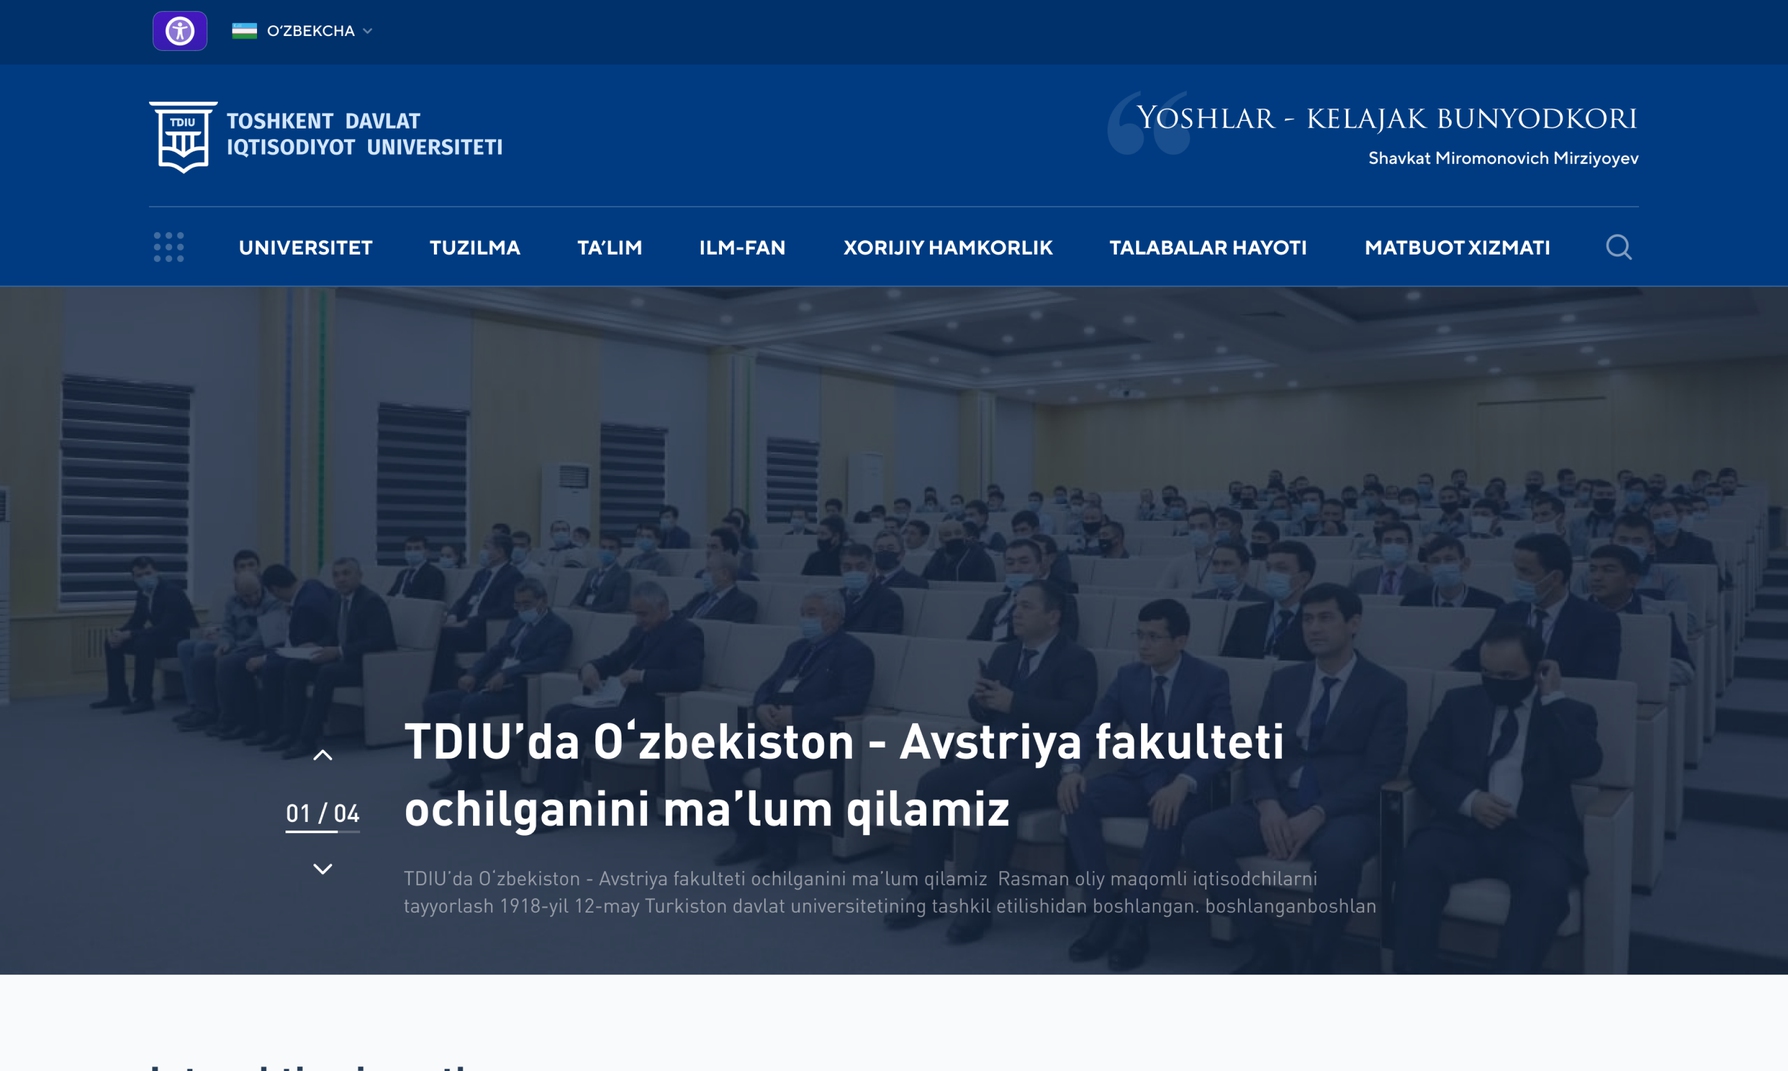 O‘ZBEKCHA
TDIU
TOSHKENT DAVLAT
IQTISODIYOT UNIVERSITETI
YOSHLAR - KELAJAK BUNYODKORI
Shavkat Miromonovich Mirziyoyev
UNIVERSITET TUZILMA TA’LIM ILM-FAN XORIJIY HAMKORLIK TALABALAR HAYOTI MATBUOT XIZMATI
TDIU’da O‘zbekiston - Avstriya fakulteti
ochilganini ma’lum qilamiz
01 / 04
TDIU’da O‘zbekiston - Avstriya fakulteti ochilganini ma’lum qilamiz Rasman oliy maqomli iqtisodchilarni
tayyorlash 1918-yil 12-may Turkiston davlat universitetining tashkil etilishidan boshlangan. boshlanganboshlan